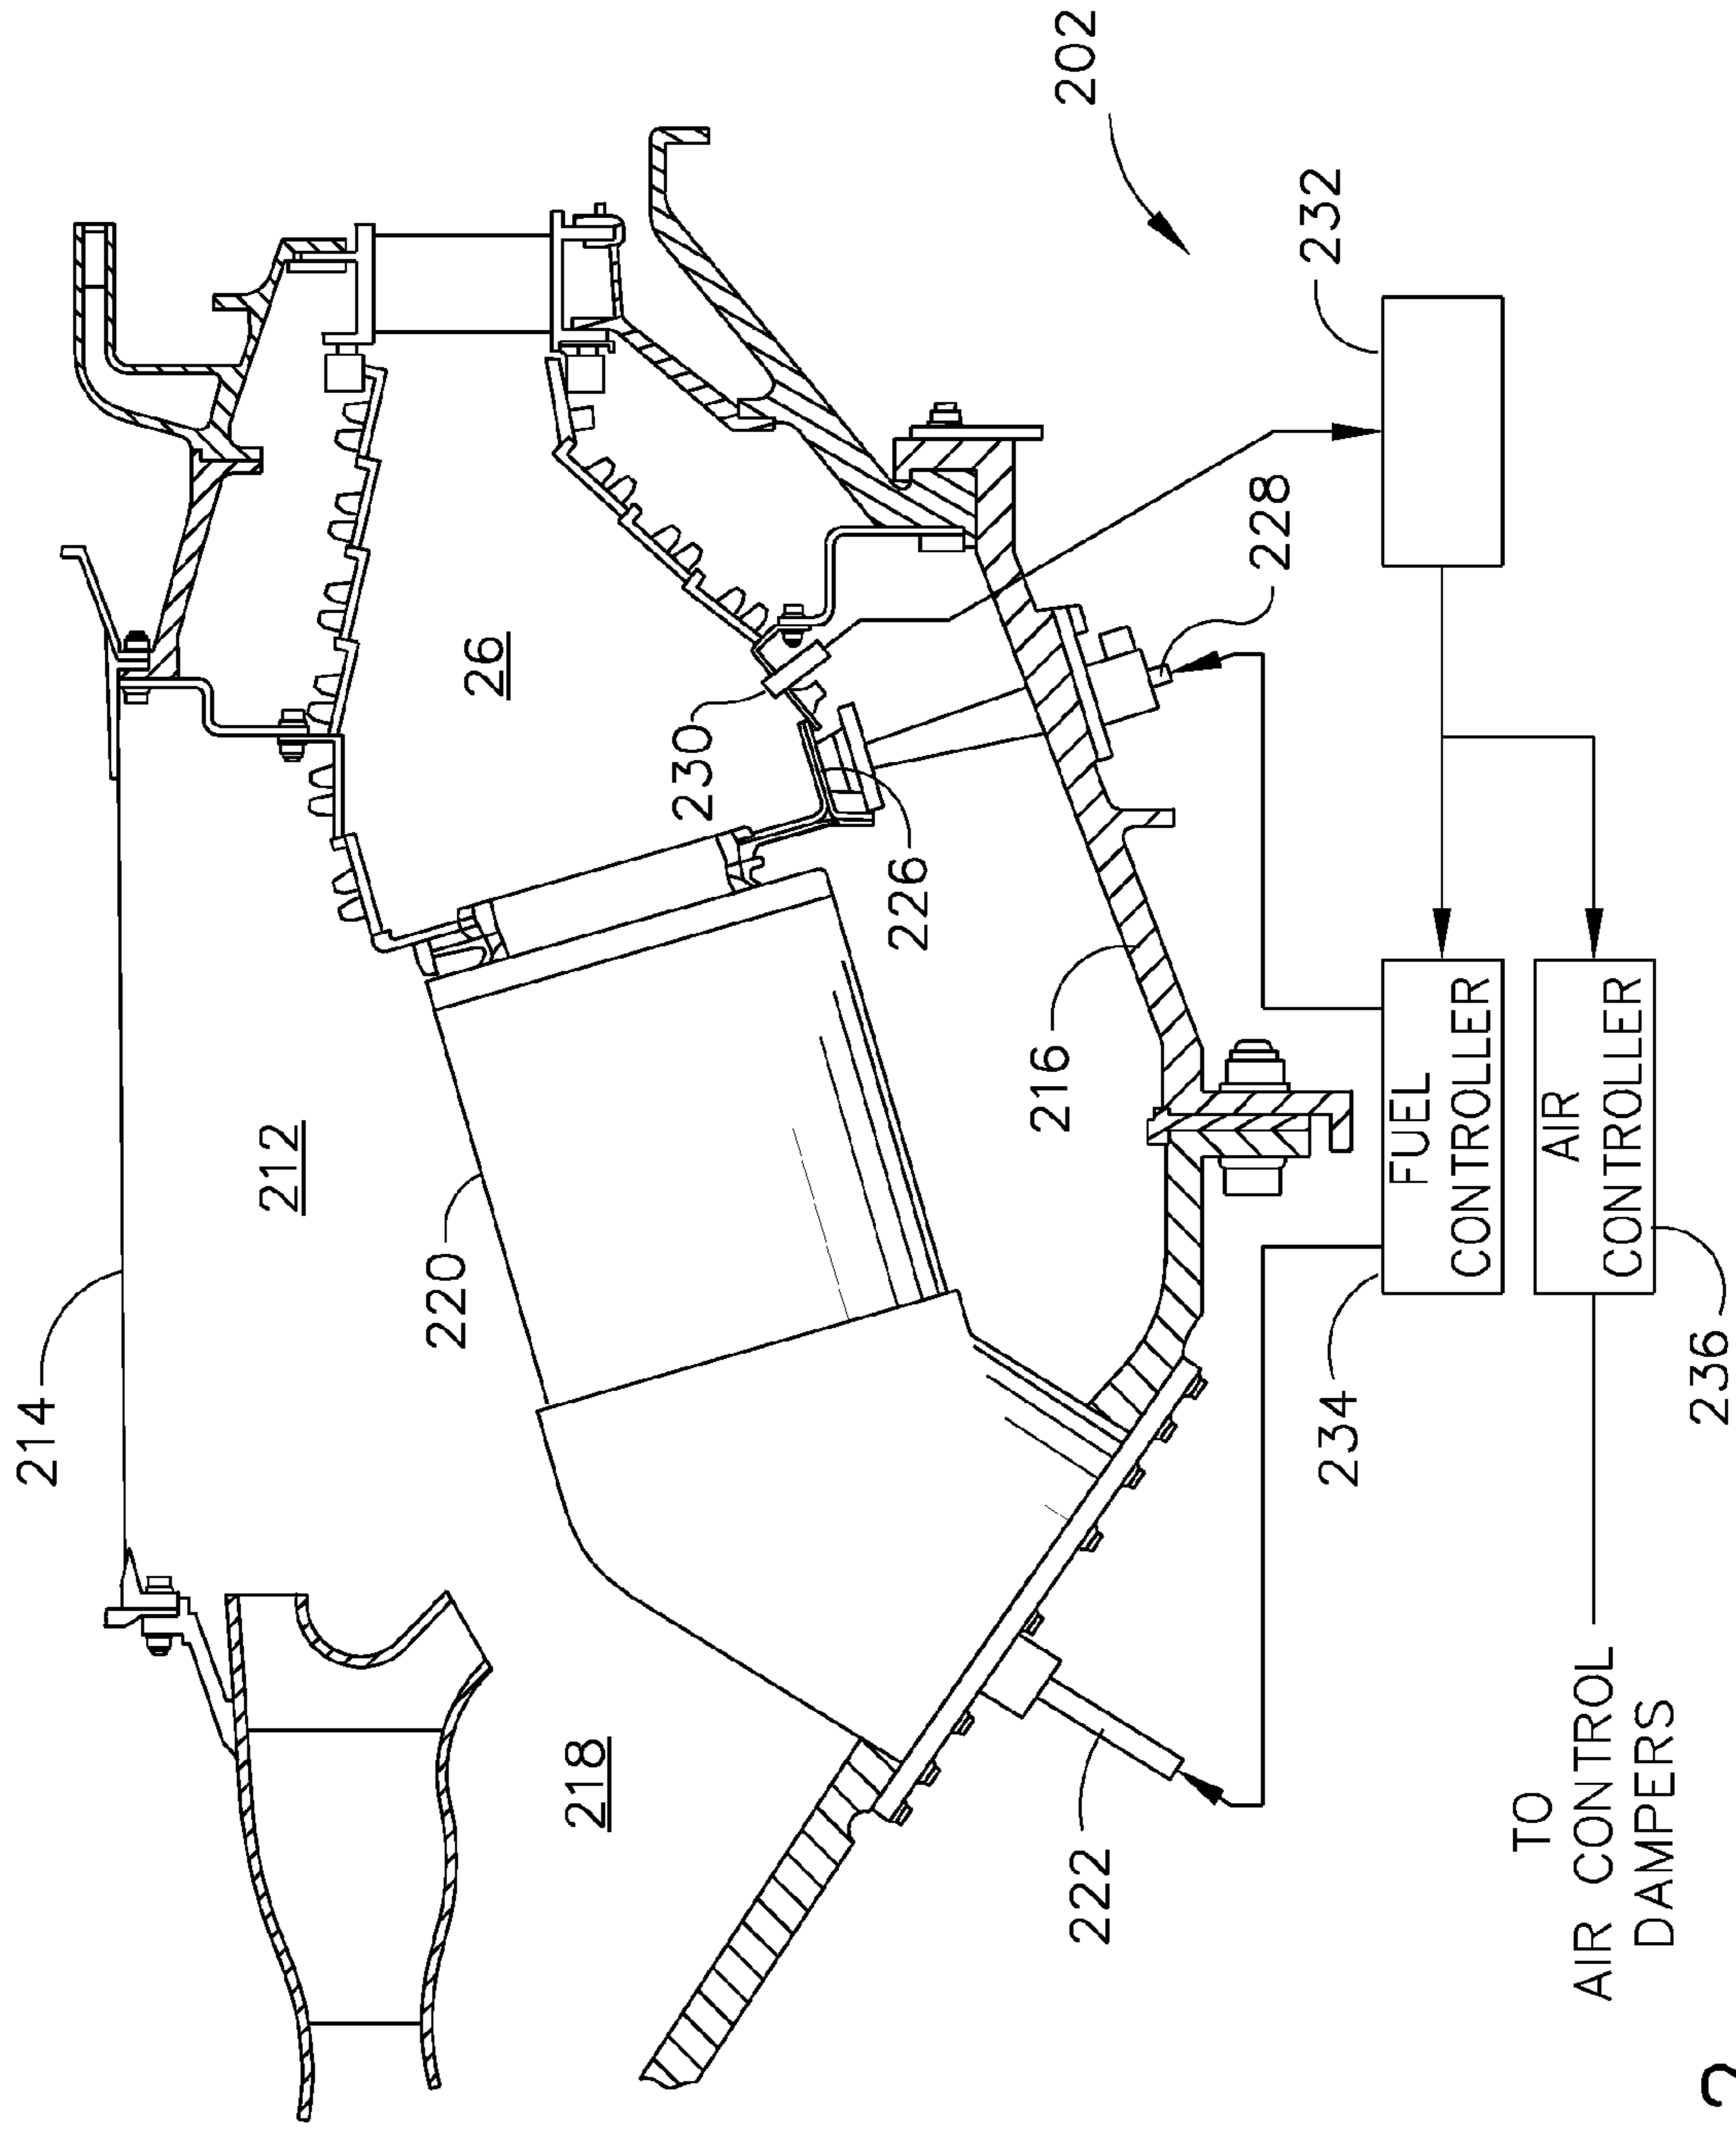 214
212
220
26
218
230
226
216
202
222
228
232
234
FUEL
CONTROLLER
TO
AIR CONTROL
DAMPERS
AIR
CONTROLLER
236